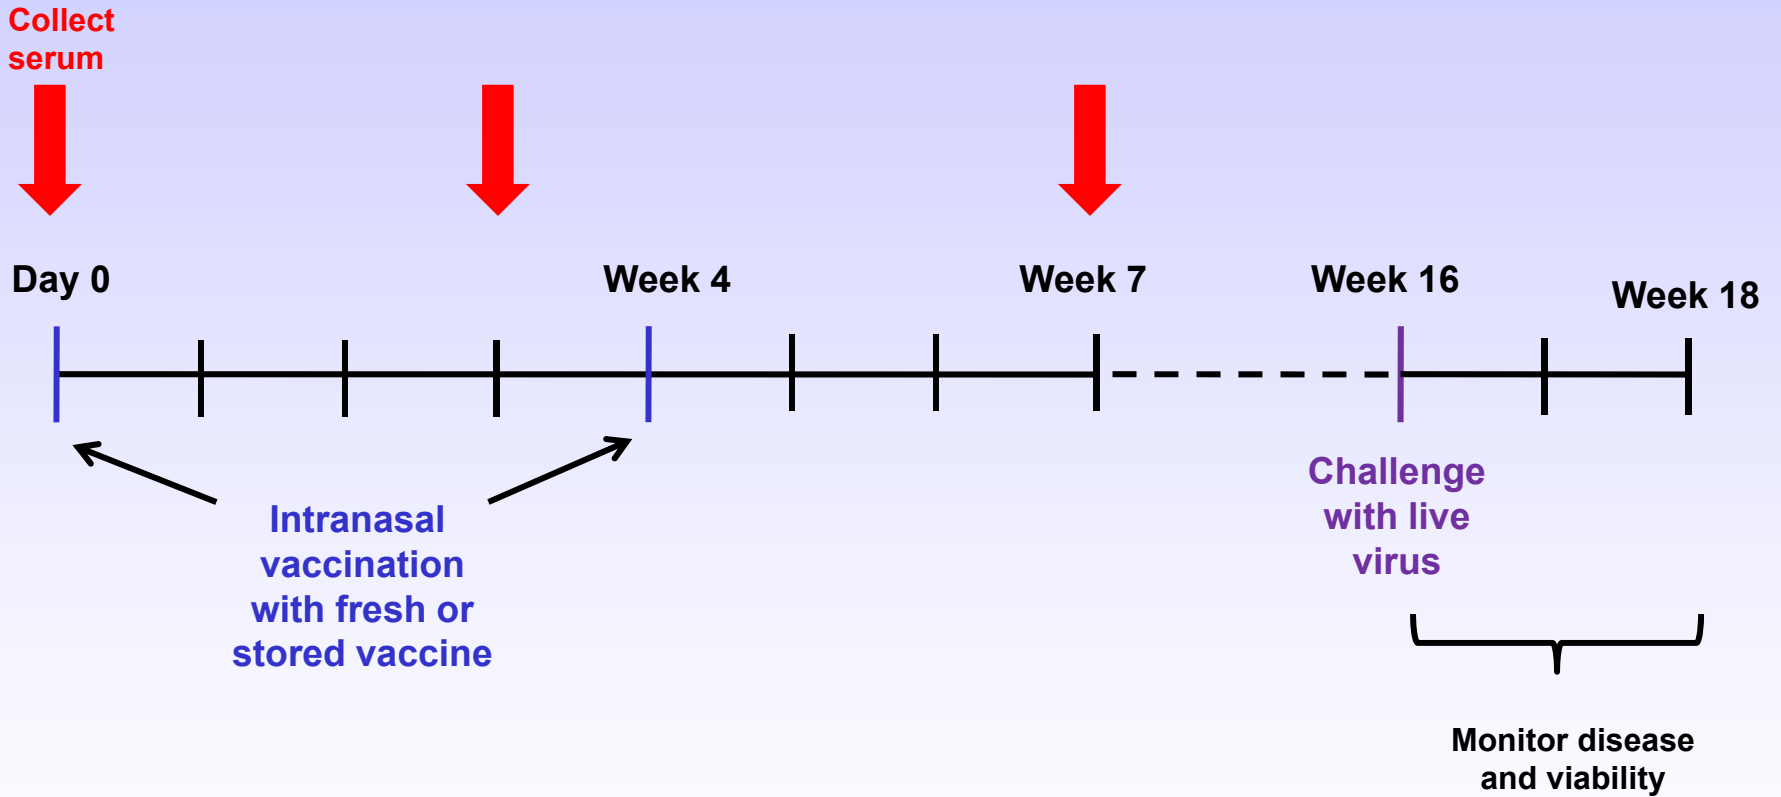 Collect
serum
Day 0
Week 4
Week 7
Week 16
Week 18
Intranasal
vaccination
with fresh or
stored vaccine
Challenge
with live
virus
Monitor disease
and viability